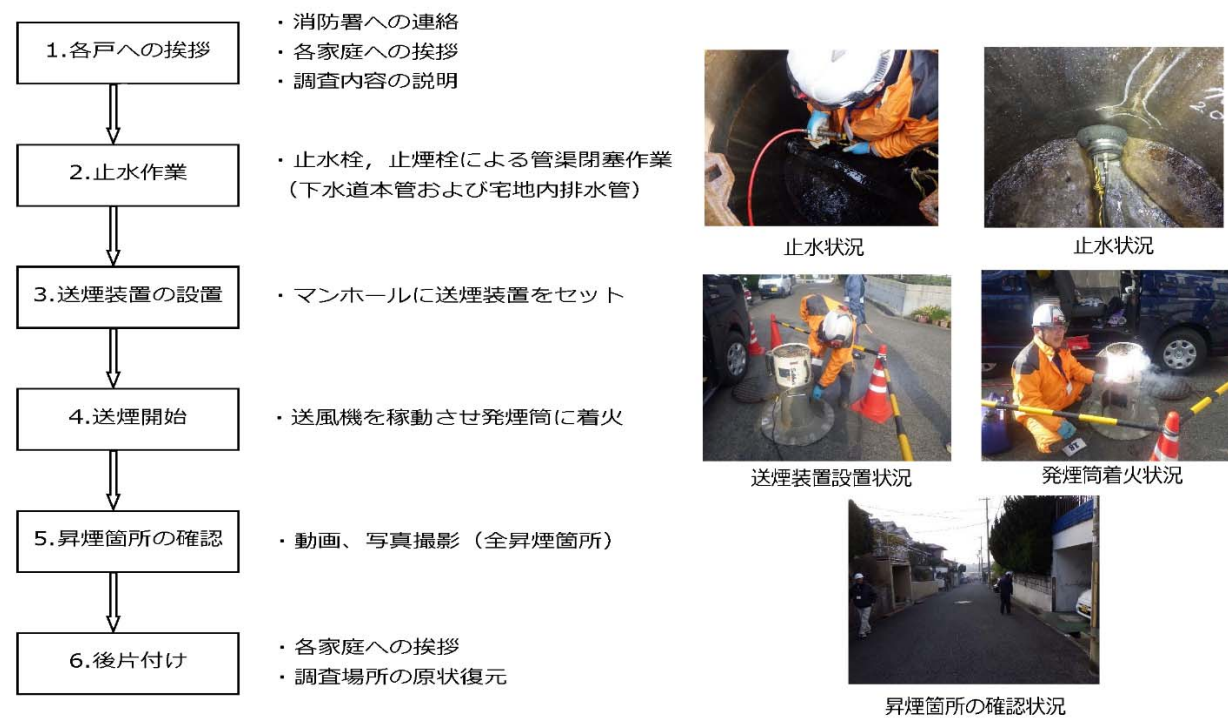 1.各戸への挨拶
・消防署への連絡
・各家庭への挨拶
・調査内容の説明
2.止水作業
・止水栓，止煙栓による管渠閉塞作業
（下水道本管および宅地内排水管）
3.送煙装置の設置
・マンホールに送煙装置をセット
4.送煙開始
・送風機を稼動させ発煙筒に着火
5.昇煙箇所の確認
・動画、写真撮影（全昇煙箇所）
6.後片付け
・各家庭への挨拶
・調査場所の原状復元
止水状況
止水状況
送煙装置設置状況
発煙筒着火状況
昇煙箇所の確認状況